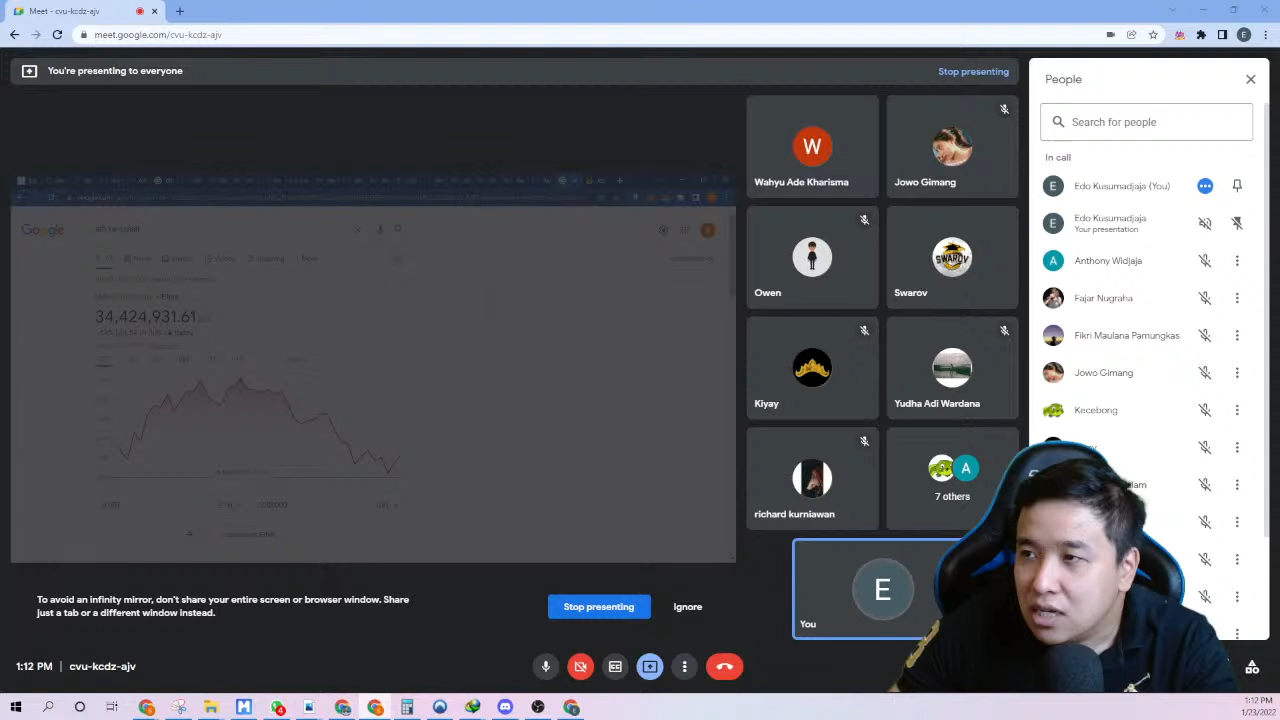 Meet - cvu-kcdz-ajv
meet.google.com/cvu-kcdz-ajv
E
You're presenting to everyone
Stop presenting
Google
34,424,931.61
W
Wahyu Ade Kharisma
Jowo Gimang
Owen
SWAROV
Swarov
Kiyay
Yudha Adi Wardana
richard kurniawan
A
7 others
E
You
To avoid an infinity mirror, don't share your entire screen or browser window. Share
just a tab or a different window instead.
Stop presenting
Ignore
1:12 PM | cvu-kcdz-ajv
People
Search for people
In call
E
Edo Kusumadjaja (You)
E
Edo Kusumadjaja
Your presentation
A
Anthony Widjaja
Fajar Nugraha
Fikri Maulana Pamungkas
Jowo Gimang
Kecebong
1:12 PM
1/23/2022